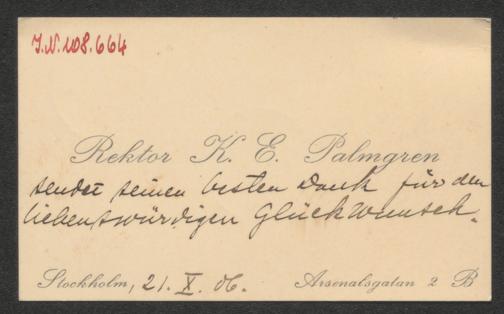 J.N. 108.664
Rektor K. E. Palmgren
sendet seinen besten Dank für den
liebenswürdigen Glückwunsch.
Stockholm, 21. X. 06. Arsenalsgatan 2 B